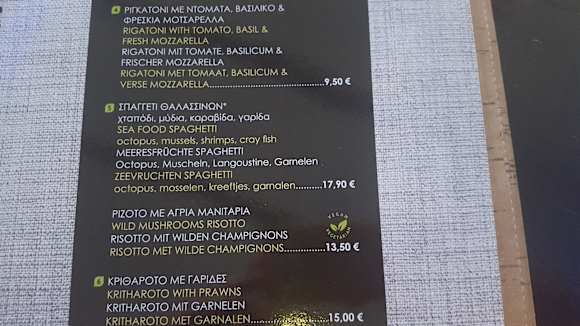 4 ΡΙΓΚΑΤΟΝΙ ΜΕ ΝΤΟΜΑΤΑ, ΒΑΣΙΛΙΚΟ &
ΦΡΕΣΚΙΑ ΜΟΤΣΑΡΕΛΛΑ
RIGATONI WITH TOMATO, BASIL &
FRESH MOZZARELLA
RIGATONI MIT TOMATE, BASILICUM &
FRISCHER MOZZARELLA
RIGATONI MET TOMAAT, BASILICUM &
VERSE MOZZARELLA..............................9,50 €
5 ΣΠΑΓΓΕΤΙ ΘΑΛΑΣΣΙΝΩΝ*
χταπόδι, μύδια, καραβίδα, γαρίδα
SEA FOOD SPAGHETTI
octopus, mussels, shrimps, cray fish
MEERESFRÜCHTE SPAGHETTI
Octopus, Muscheln, Langoustine, Garnelen
ZEEVRUCHTEN SPAGHETTI
octopus, mosselen, kreeftjes, garnalen..........17,90 €
ΡΙΖΟΤΟ ΜΕ ΑΓΡΙΑ ΜΑΝΙΤΑΡΙΑ
WILD MUSHROOMS RISOTTO
RISOTTO MIT WILDEN CHAMPIGNONS
RISOTTO MET WILDE CHAMPIGNONS...........13,50 €
VEGAN
VEGETARIAN
6 ΚΡΙΘΑΡΟΤΟ ΜΕ ΓΑΡΙΔΕΣ
KRITHAROTO WITH PRAWNS
KRITHAROTO MIT GARNELEN
KRITHAROTO MET GARNALEN.....................15,00 €